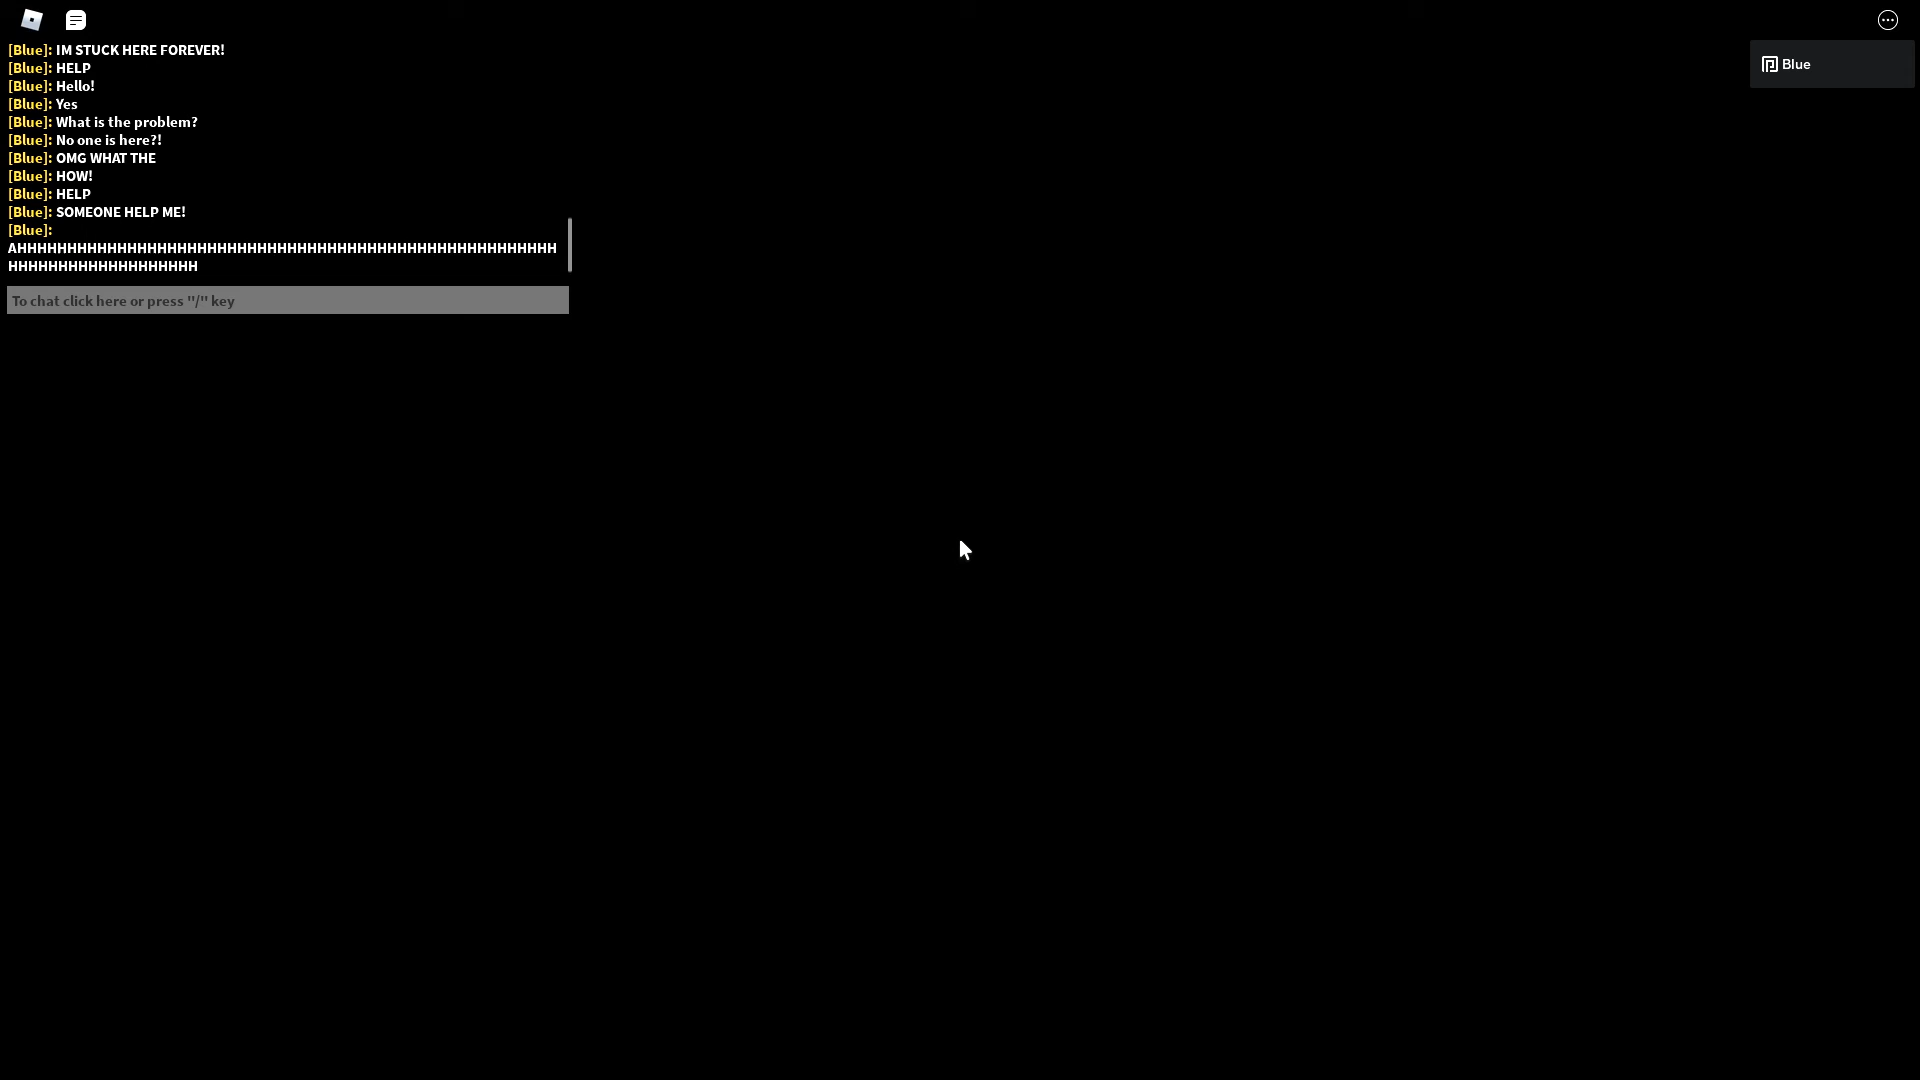 [Blue]: IM STUCK HERE FOREVER!
[Blue]: HELP
[Blue]: Hello!
[Blue]: Yes
[Blue]: What is the problem?
[Blue]: No one is here?!
[Blue]: OMG WHAT THE
[Blue]: HOW!
[Blue]: HELP
[Blue]: SOMEONE HELP ME!
[Blue]:
AHHHHHHHHHHHHHHHHHHHHHHHHHHHHHHHHHHHHHHHHHHHHHHHHHHHHHH
HHHHHHHHHHHHHHHHHHH
To chat click here or press "/" key
Blue